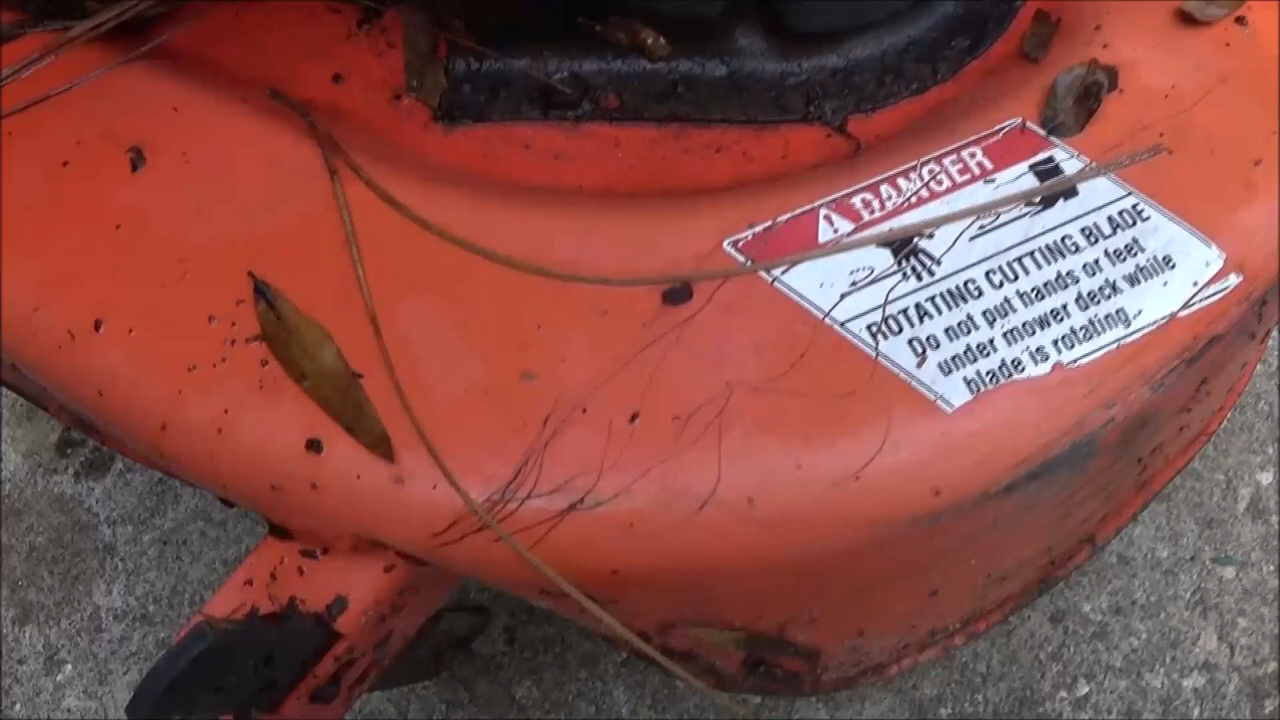 DANGER
ROTATING CUTTING BLADE
Do not put hands or feet
under mower deck while
blade is rotating.